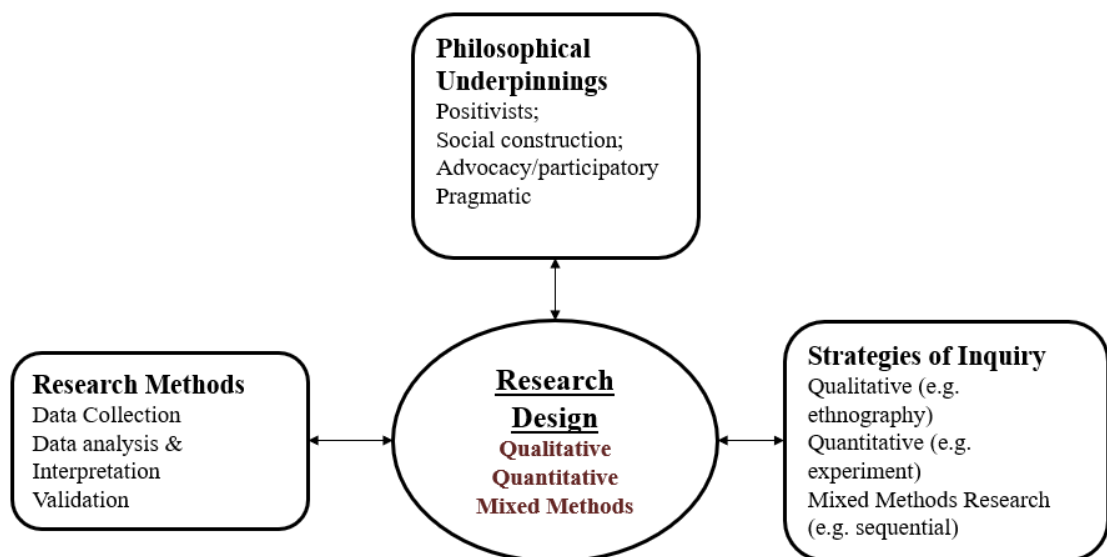 Philosophical
Underpinnings
Positivists;
Social construction;
Advocacy/participatory
Pragmatic
Research Methods
Data Collection
Data analysis &
Interpretation
Validation
Research
Design
Qualitative
Quantitative
Mixed Methods
Strategies of Inquiry
Qualitative (e.g.
ethnography)
Quantitative (e.g.
experiment)
Mixed Methods Research
(e.g. sequential)